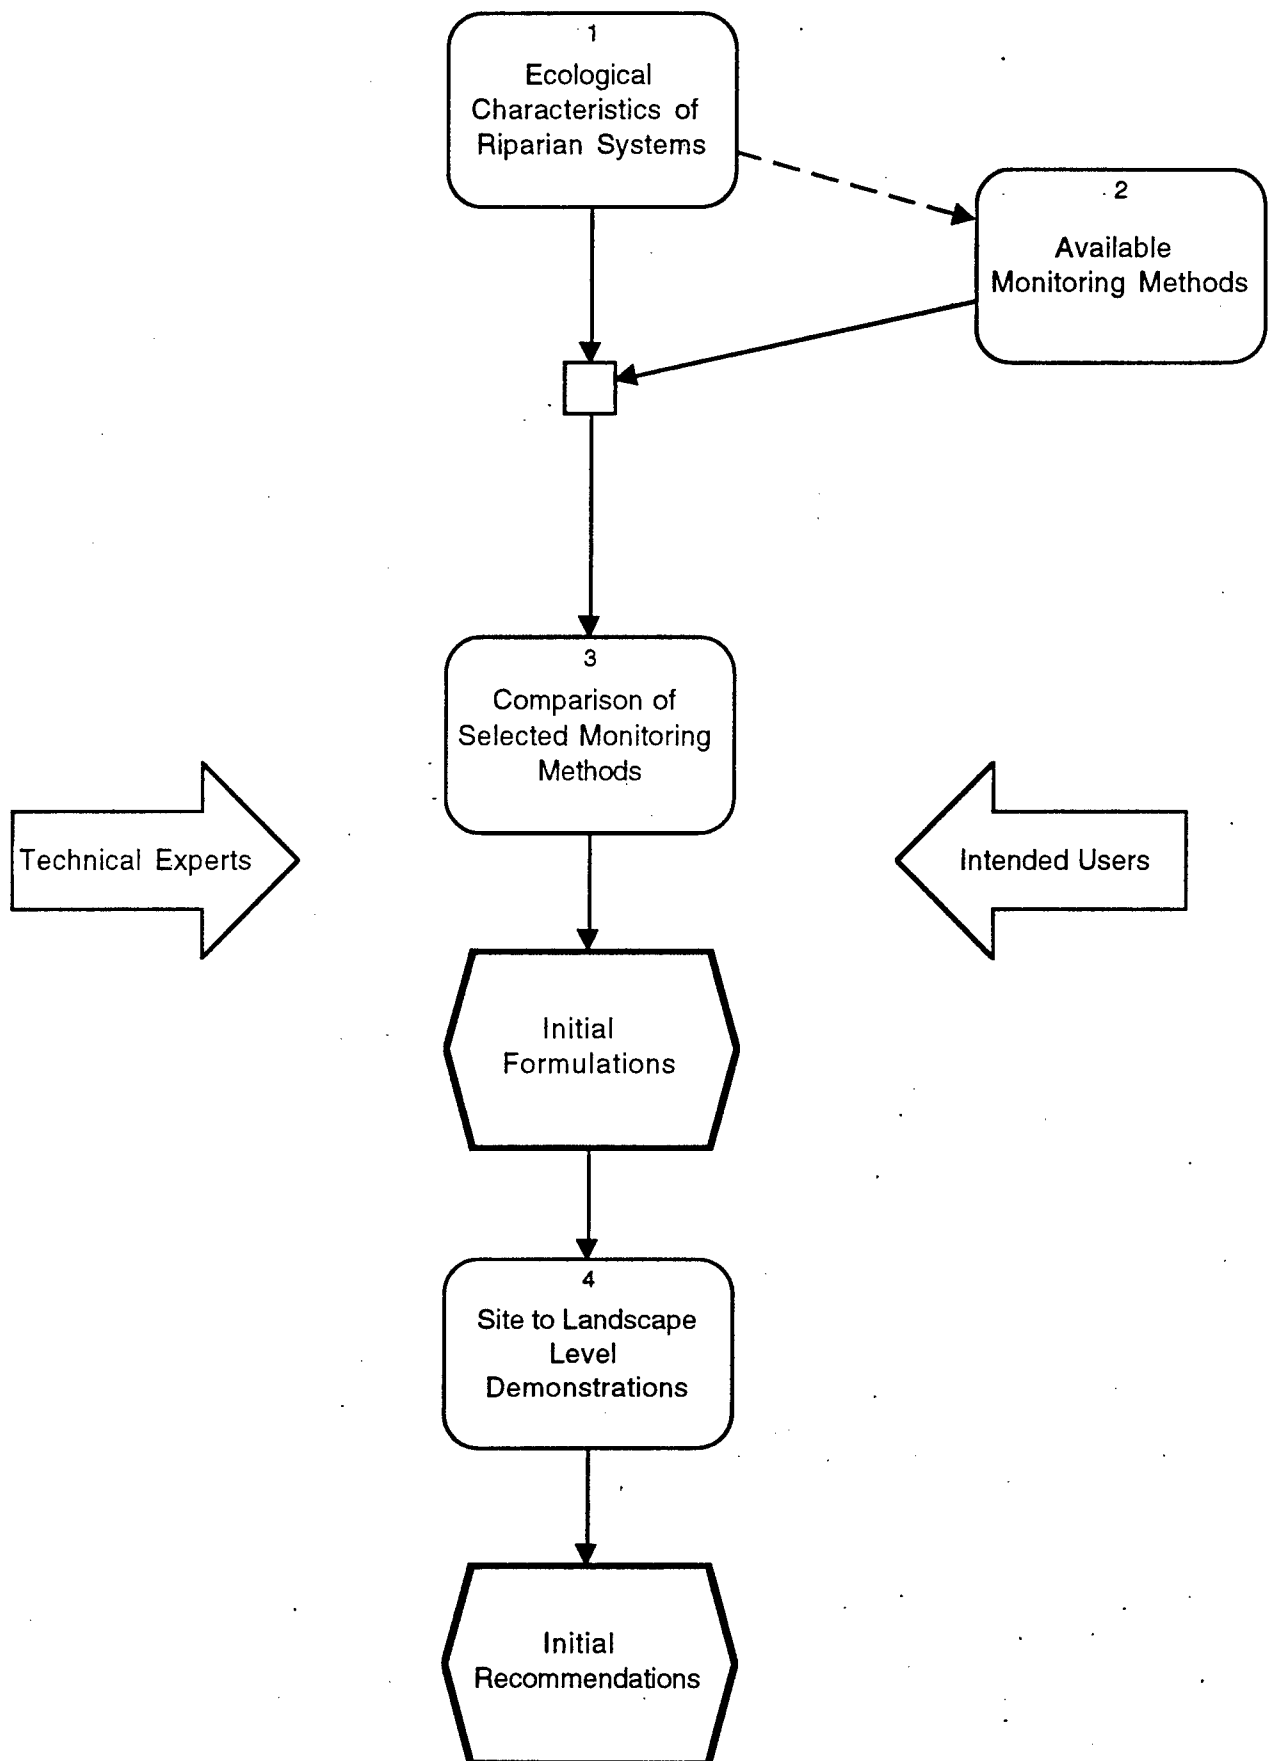 1
Ecological
Characteristics of
Riparian Systems
2
Available
Monitoring Methods
3
Comparison of
Selected Monitoring
Methods
Technical Experts
Intended Users
Initial
Formulations
4
Site to Landscape
Level
Demonstrations
Initial
Recommendations